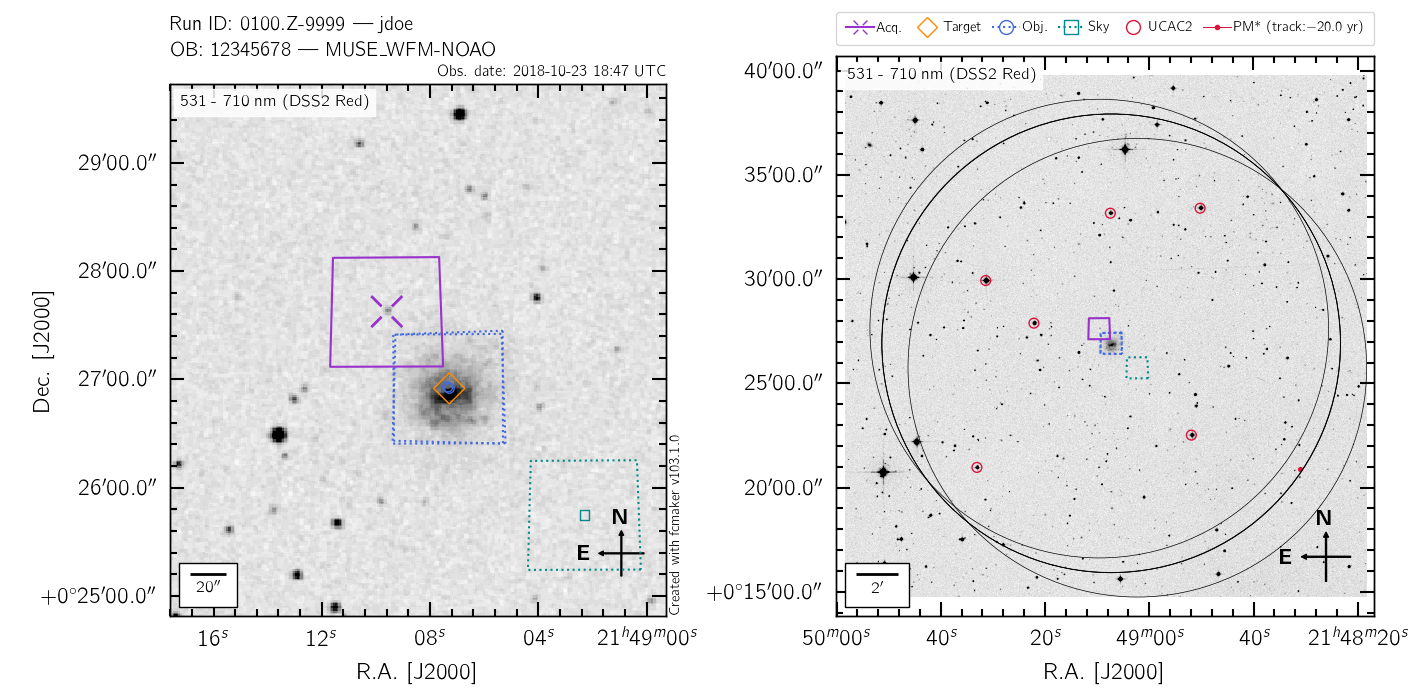 Run ID: 0100.Z-9999 — jdoe
OB: 12345678 — MUSE_WFM-NOAO
Obs. date: 2018-10-23 18:47 UTC
531 - 710 nm (DSS2 Red)
29′00.0″
28′00.0″
27′00.0″
26′00.0″
+0°25′00.0″
Dec. [J2000]
N
E
20″
Created with fcmaker v103.1.0
16ˢ 12ˢ 08ˢ 04ˢ 21ʰ49ᵐ00ˢ
R.A. [J2000]
Acq. Target Obj. Sky UCAC2 PM* (track:−20.0 yr)
531 - 710 nm (DSS2 Red)
40′00.0″
35′00.0″
30′00.0″
25′00.0″
20′00.0″
+0°15′00.0″
N
E
2′
50ᵐ00ˢ 40ˢ 20ˢ 49ᵐ00ˢ 40ˢ 21ʰ48ᵐ20ˢ
R.A. [J2000]